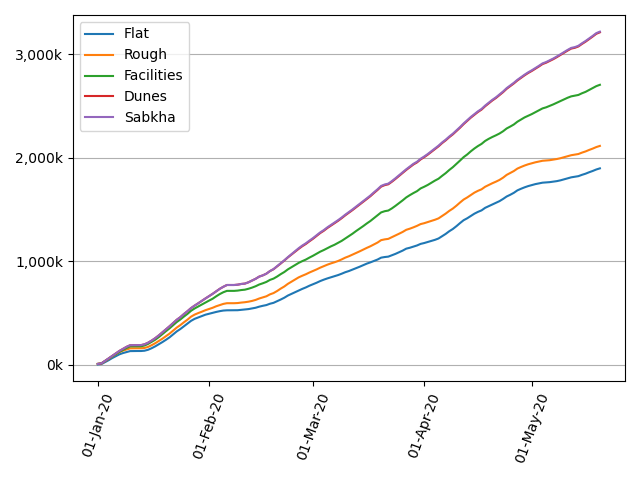 Flat
Rough
Facilities
Dunes
Sabkha
3,000k
2,000k
1,000k
0k
01-Jan-20
01-Feb-20
01-Mar-20
01-Apr-20
01-May-20